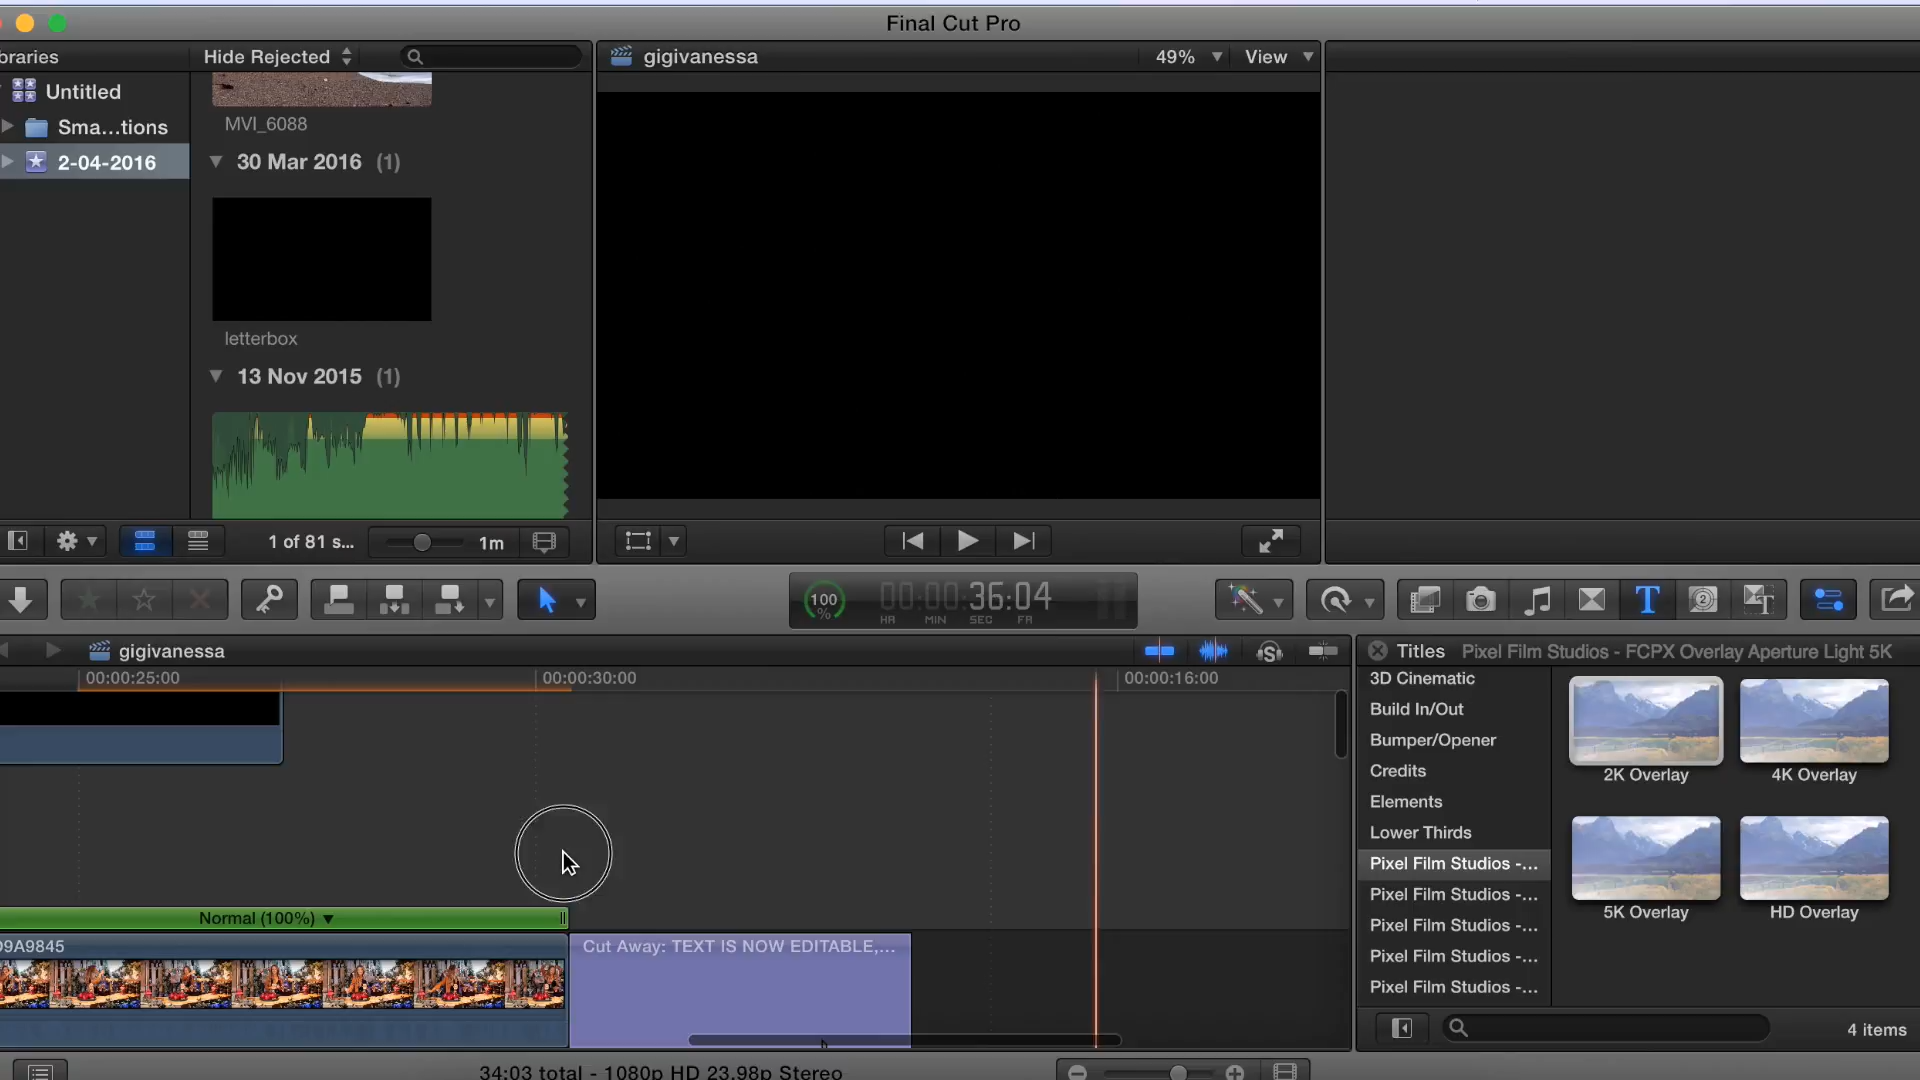 Final Cut Pro
braries
Hide Rejected
gigivanessa
49%
View
Untitled
Sma...tions
2-04-2016
MVI_6088
30 Mar 2016 (1)
letterbox
13 Nov 2015 (1)
1 of 81 s...
1m
100
%
00:00:36:04
HR MIN SEC FR
T
2
gigivanessa
S
Titles
Pixel Film Studios - FCPX Overlay Aperture Light 5K
00:00:25:00
00:00:30:00
00:00:16:00
3D Cinematic
Build In/Out
Bumper/Opener
Credits
Elements
Lower Thirds
Pixel Film Studios -...
Pixel Film Studios -...
Pixel Film Studios -...
Pixel Film Studios -...
Pixel Film Studios -...
2K Overlay
4K Overlay
5K Overlay
HD Overlay
Normal (100%)
9A9845
Cut Away: TEXT IS NOW EDITABLE,...
4 items
34:03 total - 1080p HD 23.98p Stereo